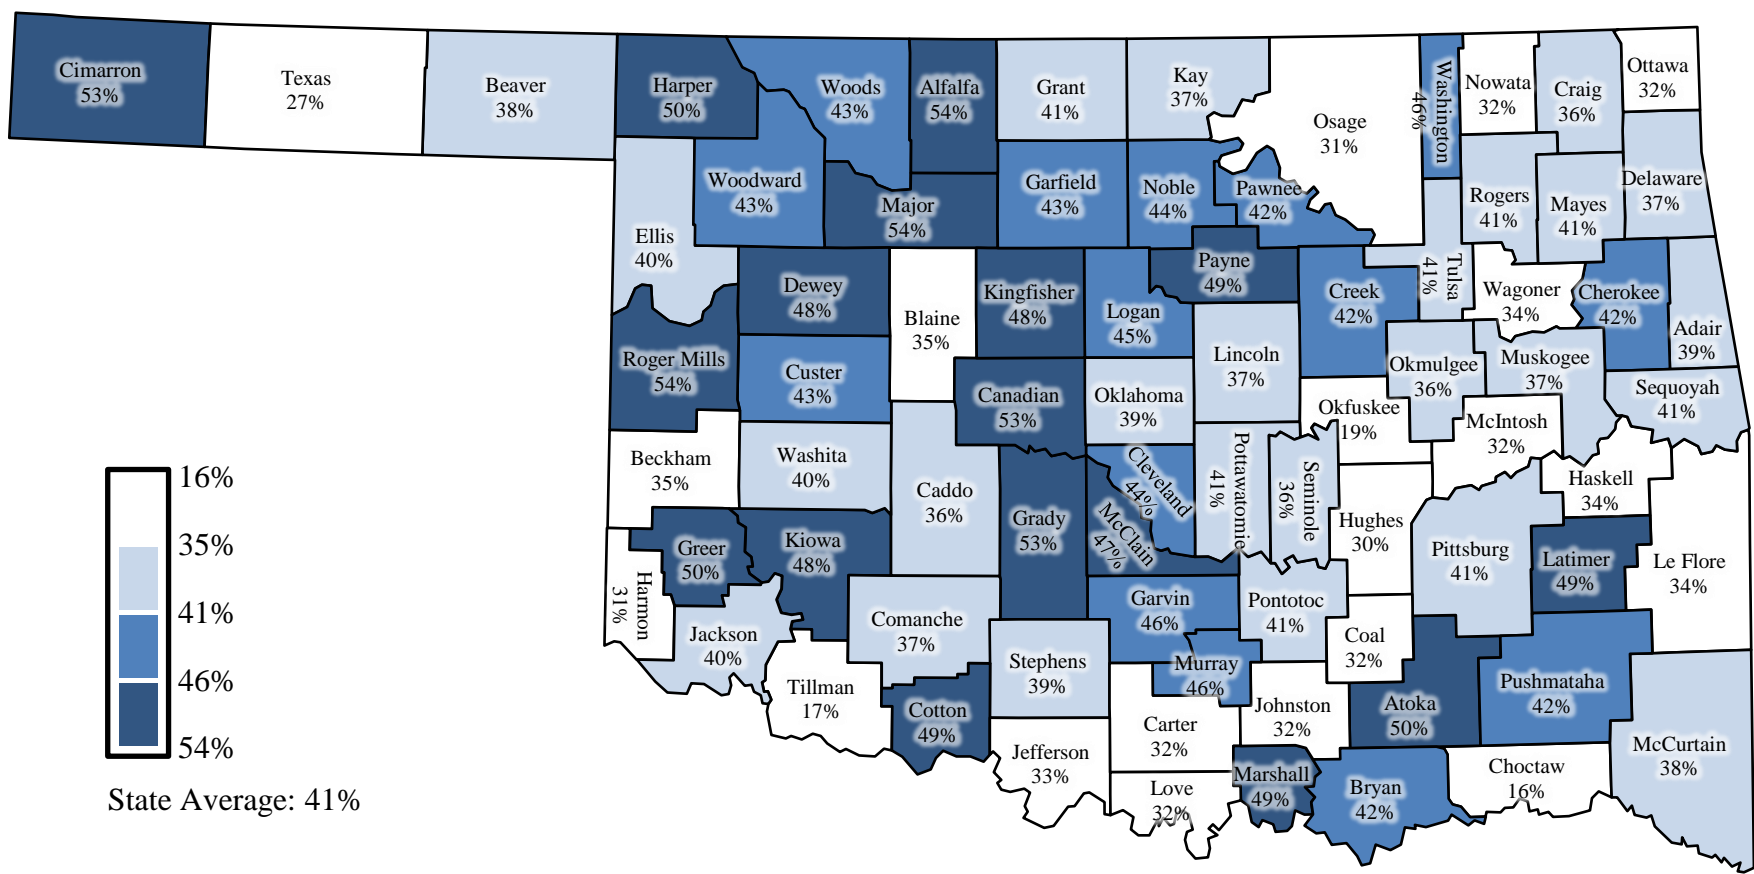 Cimarron
53%
Texas
27%
Beaver
38%
Harper
50%
Woods
43%
Alfalfa
54%
Grant
41%
Kay
37%
Osage
31%
Washington
46%
Nowata
32%
Craig
36%
Ottawa
32%
Ellis
40%
Woodward
43%
Major
54%
Garfield
43%
Noble
44%
Pawnee
42%
Rogers
41%
Mayes
41%
Delaware
37%
Dewey
48%
Blaine
35%
Kingfisher
48%
Logan
45%
Payne
49%
Creek
42%
Tulsa
41%
Wagoner
34%
Cherokee
42%
Adair
39%
Roger Mills
54%
Custer
43%
Canadian
53%
Oklahoma
39%
Lincoln
37%
Okmulgee
36%
Muskogee
37%
Sequoyah
41%
Okfuskee
19%
McIntosh
32%
Beckham
35%
Washita
40%
Caddo
36%
Grady
53%
Cleveland
44%
McClain
47%
Pottawatomie
41%
Seminole
36%
Hughes
30%
Haskell
34%
Pittsburg
41%
Latimer
49%
Le Flore
34%
Harmon
31%
Greer
50%
Kiowa
48%
Jackson
40%
Comanche
37%
Garvin
46%
Pontotoc
41%
Coal
32%
Tillman
17%
Cotton
49%
Stephens
39%
Murray
46%
Carter
32%
Johnston
32%
Atoka
50%
Pushmataha
42%
McCurtain
38%
Jefferson
33%
Love
32%
Marshall
49%
Bryan
42%
Choctaw
16%
16%
35%
41%
46%
54%
State Average: 41%